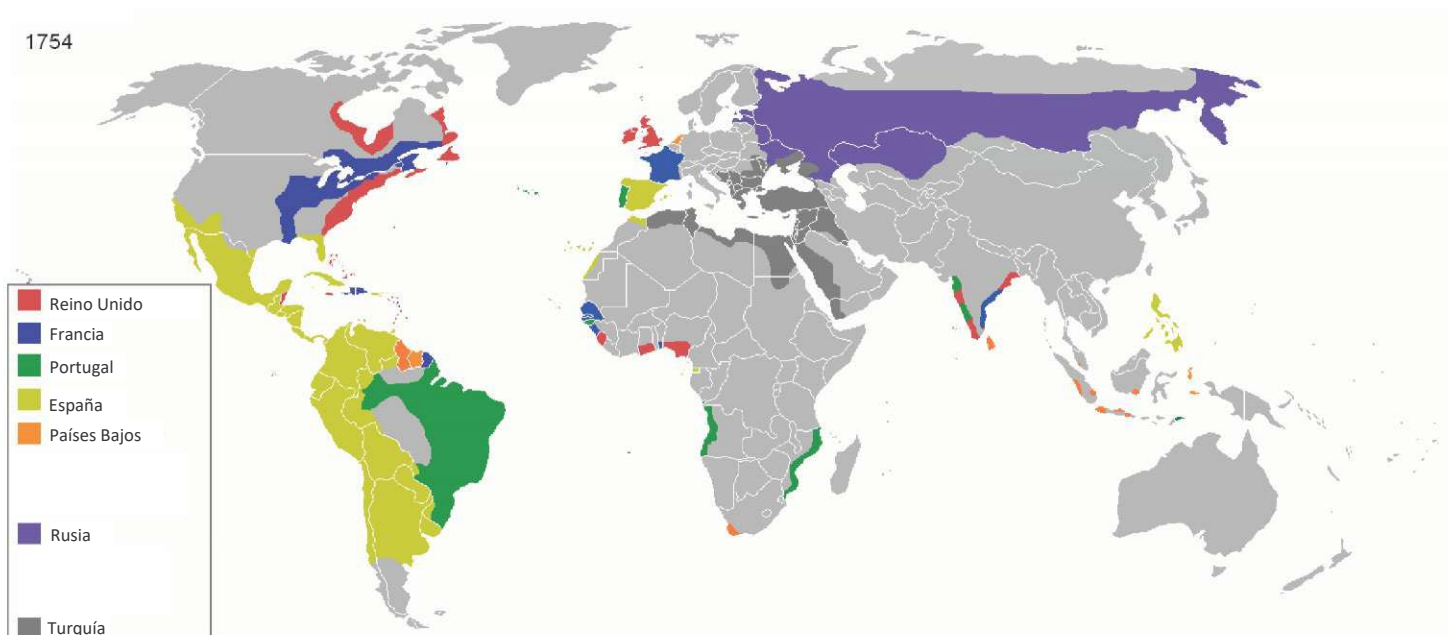 1754
Reino Unido
Francia
Portugal
España
Países Bajos
Rusia
Turquía